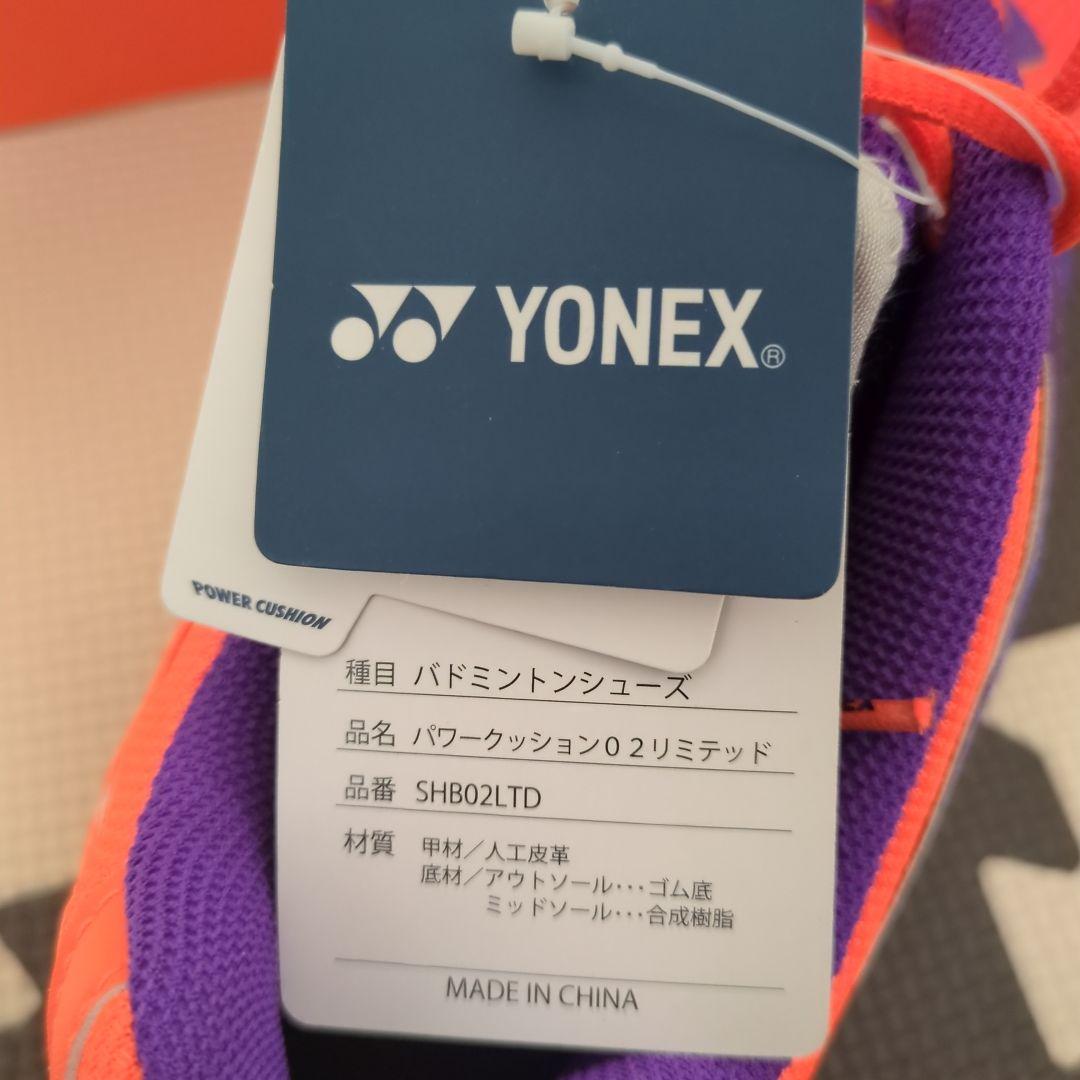 YONEX®
POWER CUSHION
種目 バドミントンシューズ
品名 パワークッション02リミテッド
品番 SHB02LTD
材質 甲材/人工皮革
底材/アウトソール・・・ゴム底
ミッドソール・・・合成樹脂
MADE IN CHINA